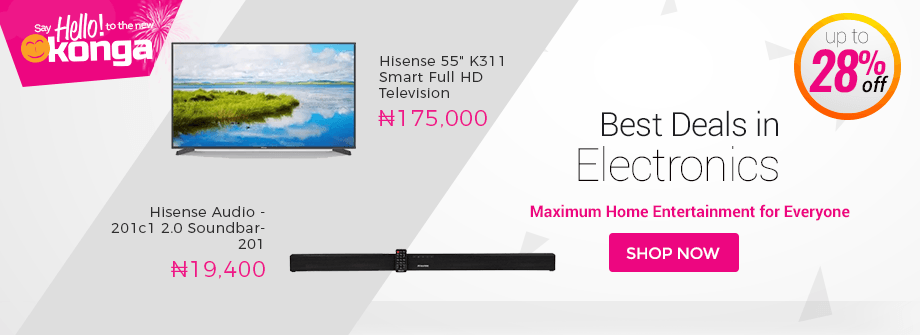 Say Hello! to the new
konga
Hisense 55" K311
Smart Full HD
Television
₦175,000
Hisense Audio -
201c1 2.0 Soundbar-
201
₦19,400
up to
28% off
Best Deals in
Electronics
Maximum Home Entertainment for Everyone
SHOP NOW